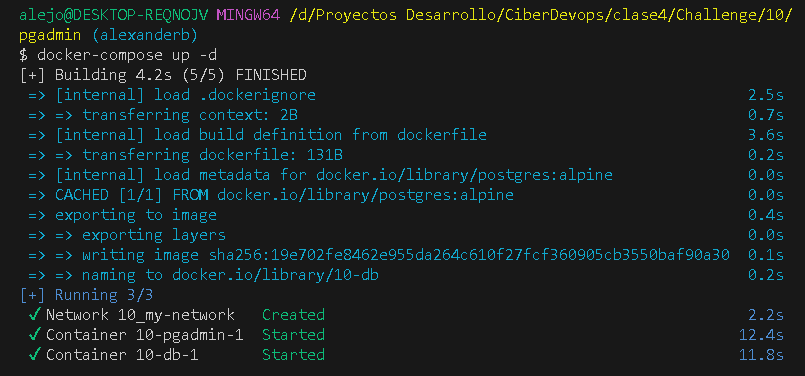 alejo@DESKTOP-REQNOJV MINGW64 /d/Proyectos Desarrollo/CiberDevops/clase4/Challenge/10/
pgadmin (alexanderb)
$ docker-compose up -d
[+] Building 4.2s (5/5) FINISHED
=> [internal] load .dockerignore 2.5s
=> => transferring context: 2B 0.7s
=> [internal] load build definition from dockerfile 3.6s
=> => transferring dockerfile: 131B 0.2s
=> [internal] load metadata for docker.io/library/postgres:alpine 0.0s
=> CACHED [1/1] FROM docker.io/library/postgres:alpine 0.0s
=> exporting to image 0.4s
=> => exporting layers 0.0s
=> => writing image sha256:19e702fe8462e955da264c610f27fcf360905cb3550baf90a30 0.1s
=> => naming to docker.io/library/10-db 0.2s
[+] Running 3/3
✓ Network 10_my-network Created 2.2s
✓ Container 10-pgadmin-1 Started 12.4s
✓ Container 10-db-1 Started 11.8s